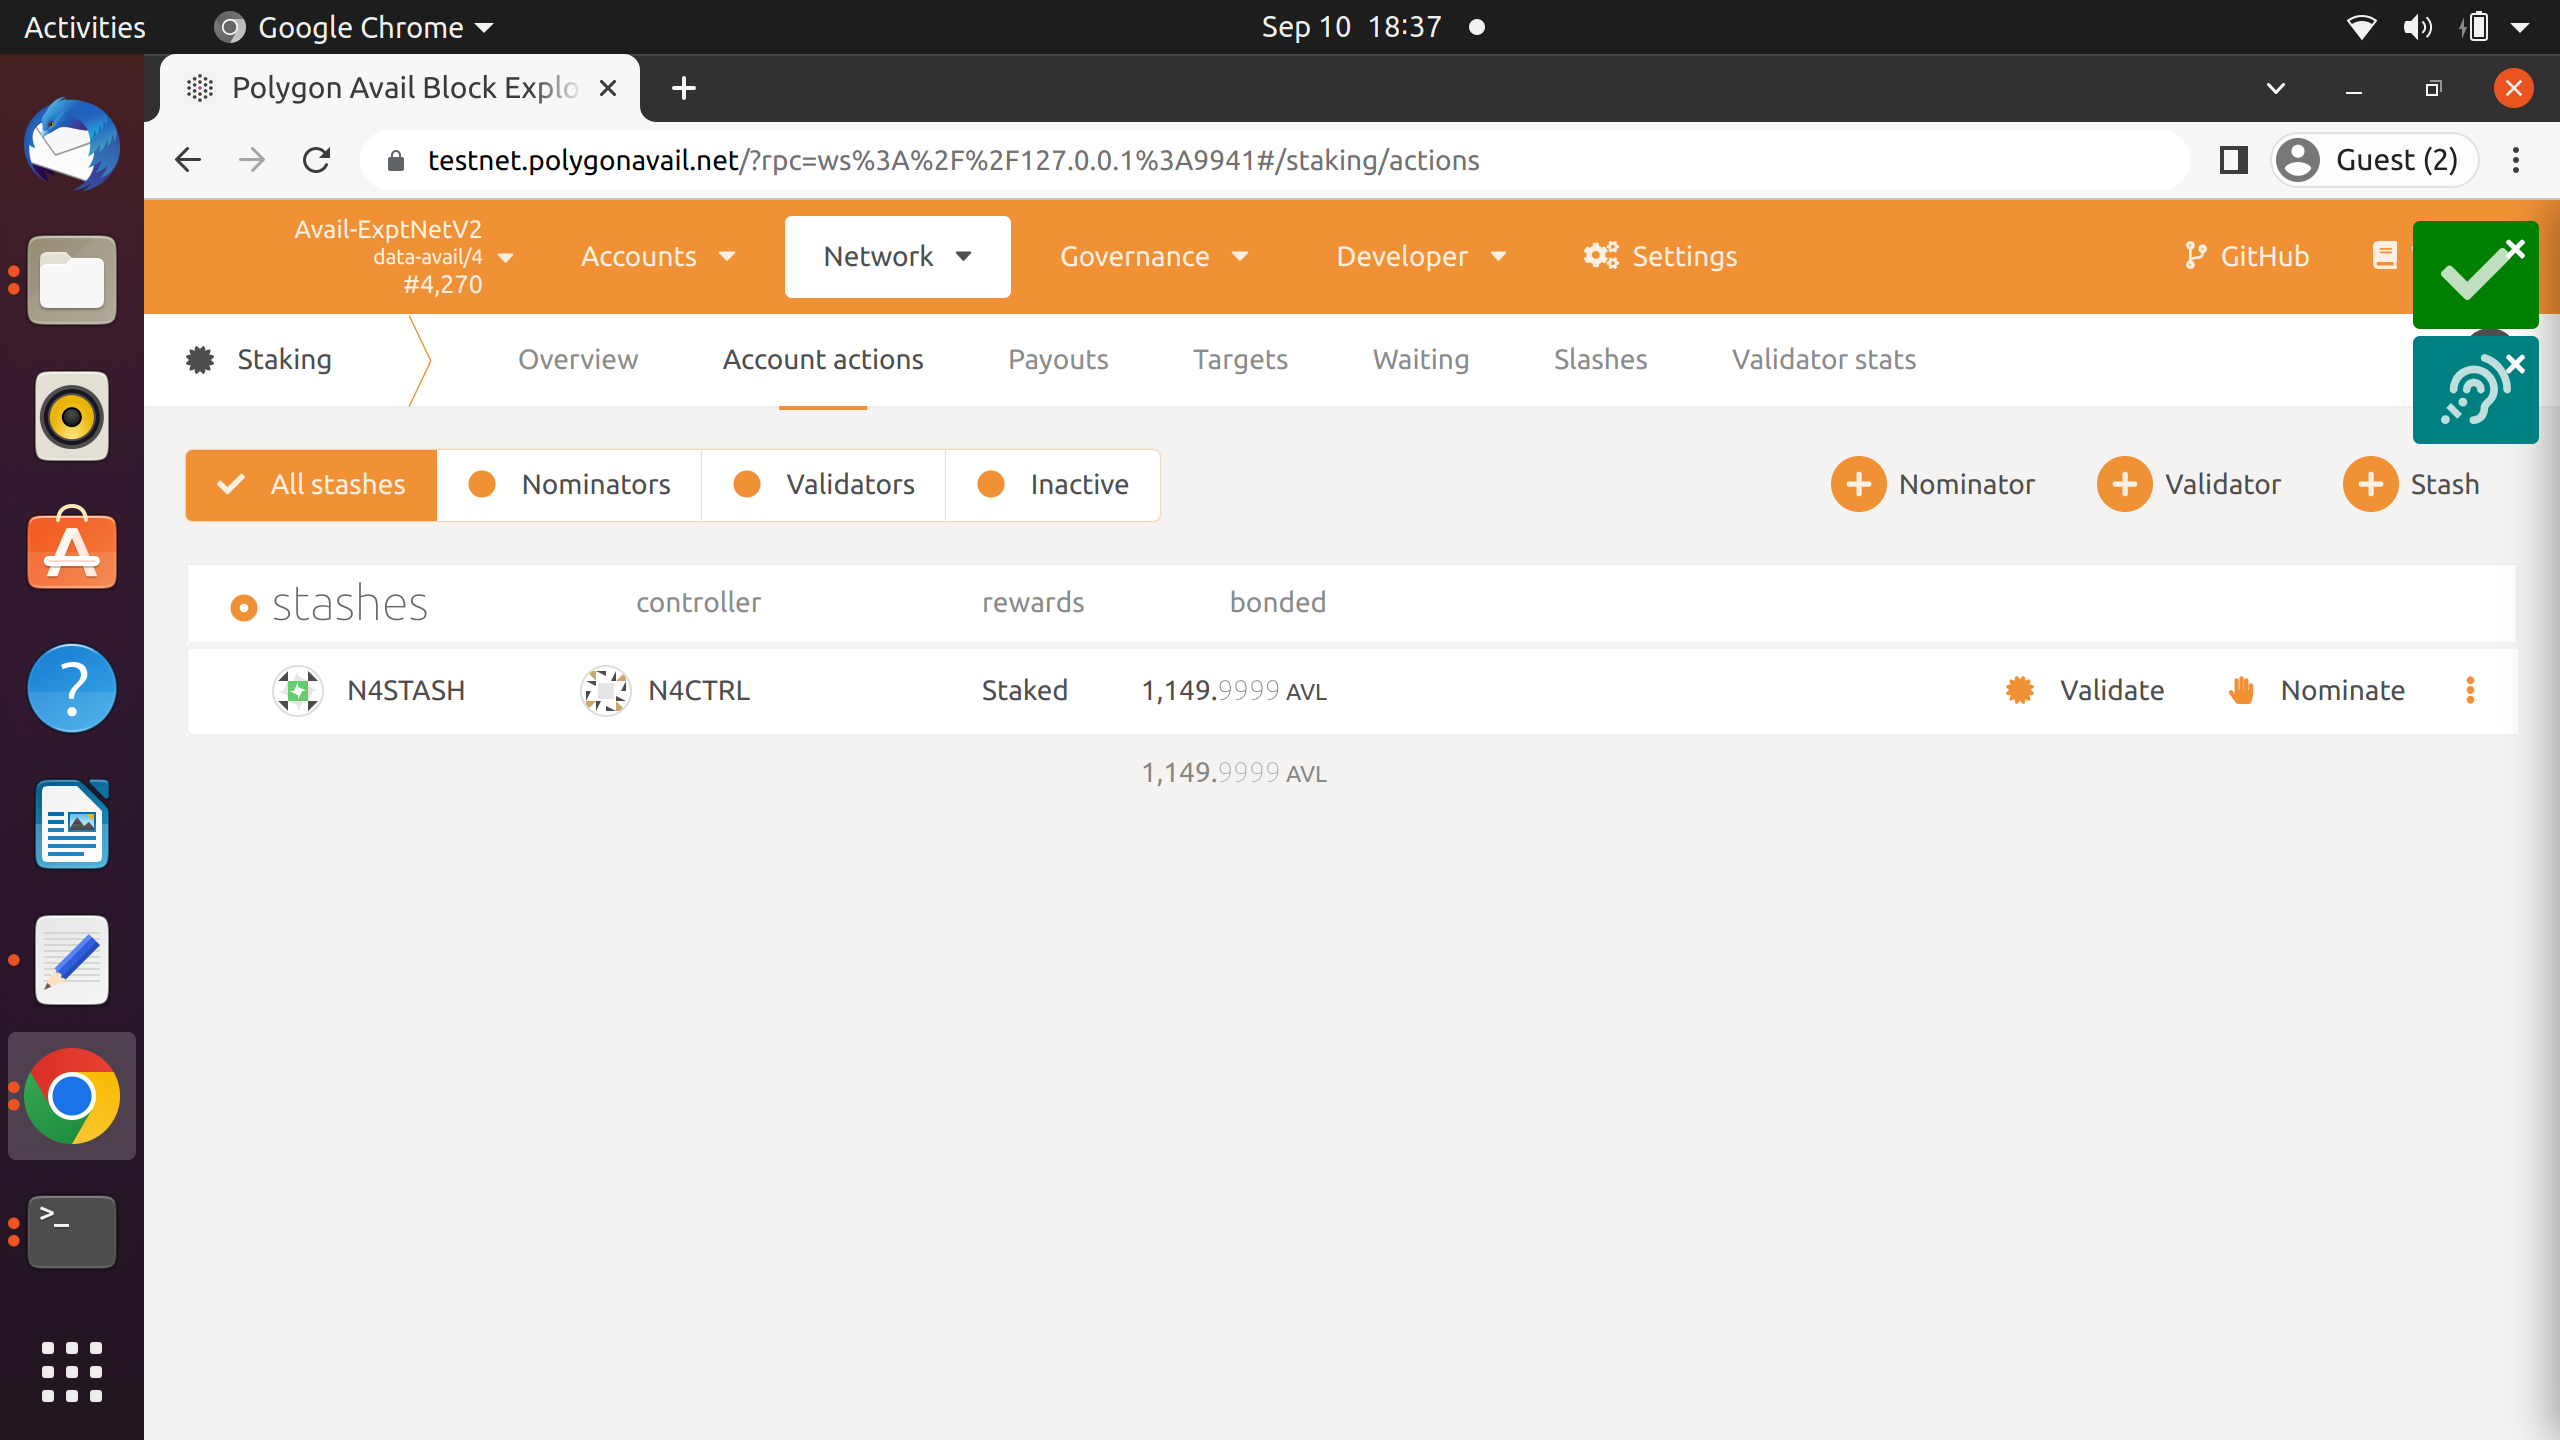 Activities Google Chrome Sep 10 18:37
Polygon Avail Block Explo
testnet.polygonavail.net/?rpc=ws%3A%2F%2F127.0.0.1%3A9941#/staking/actions Guest (2)
Avail-ExptNetV2
data-avail/4
#4,270
Accounts Network Governance Developer Settings GitHub
Staking Overview Account actions Payouts Targets Waiting Slashes Validator stats
All stashes Nominators Validators Inactive Nominator Validator Stash
stashes controller rewards bonded
N4STASH N4CTRL Staked 1,149.9999 AVL Validate Nominate
1,149.9999 AVL
>_